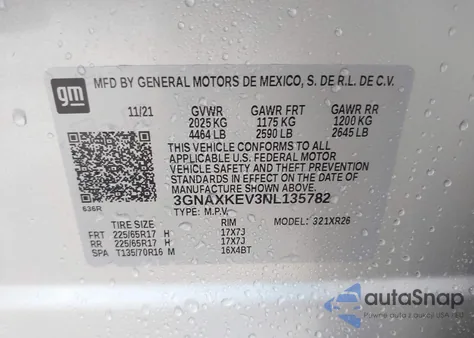 gm
MFD BY GENERAL MOTORS DE MEXICO, S. DE R.L. DE C.V.
11/21 GVWR GAWR FRT GAWR RR
2025 KG 1175 KG 1200 KG
4464 LB 2590 LB 2645 LB
THIS VEHICLE CONFORMS TO ALL
APPLICABLE U.S. FEDERAL MOTOR
VEHICLE SAFETY AND THEFT PREVENTION
STANDARDS IN EFFECT ON THE DATE OF
MANUFACTURE SHOWN ABOVE.
3GNAXKEV3NL135782
636R TYPE: M.P.V. MODEL: 321XR26
TIRE SIZE RIM
FRT 225/65R17 H 17X7J
RR 225/65R17 H 17X7J
SPA T135/70R16 M 16X4BT
autoSnap